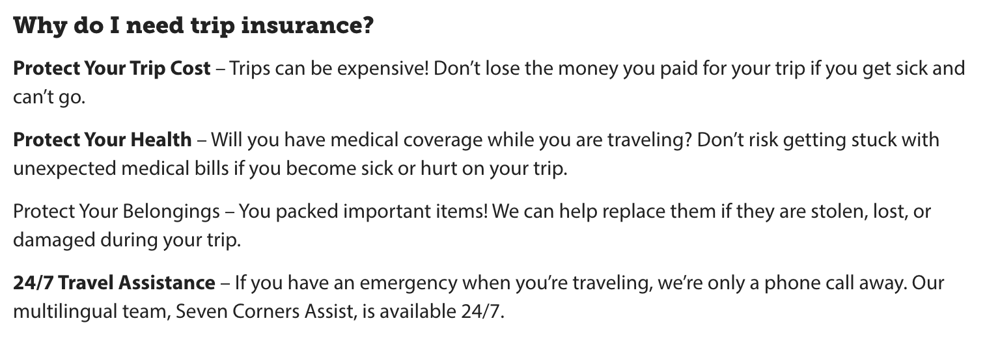 Why do I need trip insurance?
Protect Your Trip Cost – Trips can be expensive! Don’t lose the money you paid for your trip if you get sick and
can’t go.
Protect Your Health – Will you have medical coverage while you are traveling? Don’t risk getting stuck with
unexpected medical bills if you become sick or hurt on your trip.
Protect Your Belongings – You packed important items! We can help replace them if they are stolen, lost, or
damaged during your trip.
24/7 Travel Assistance – If you have an emergency when you’re traveling, we’re only a phone call away. Our
multilingual team, Seven Corners Assist, is available 24/7.